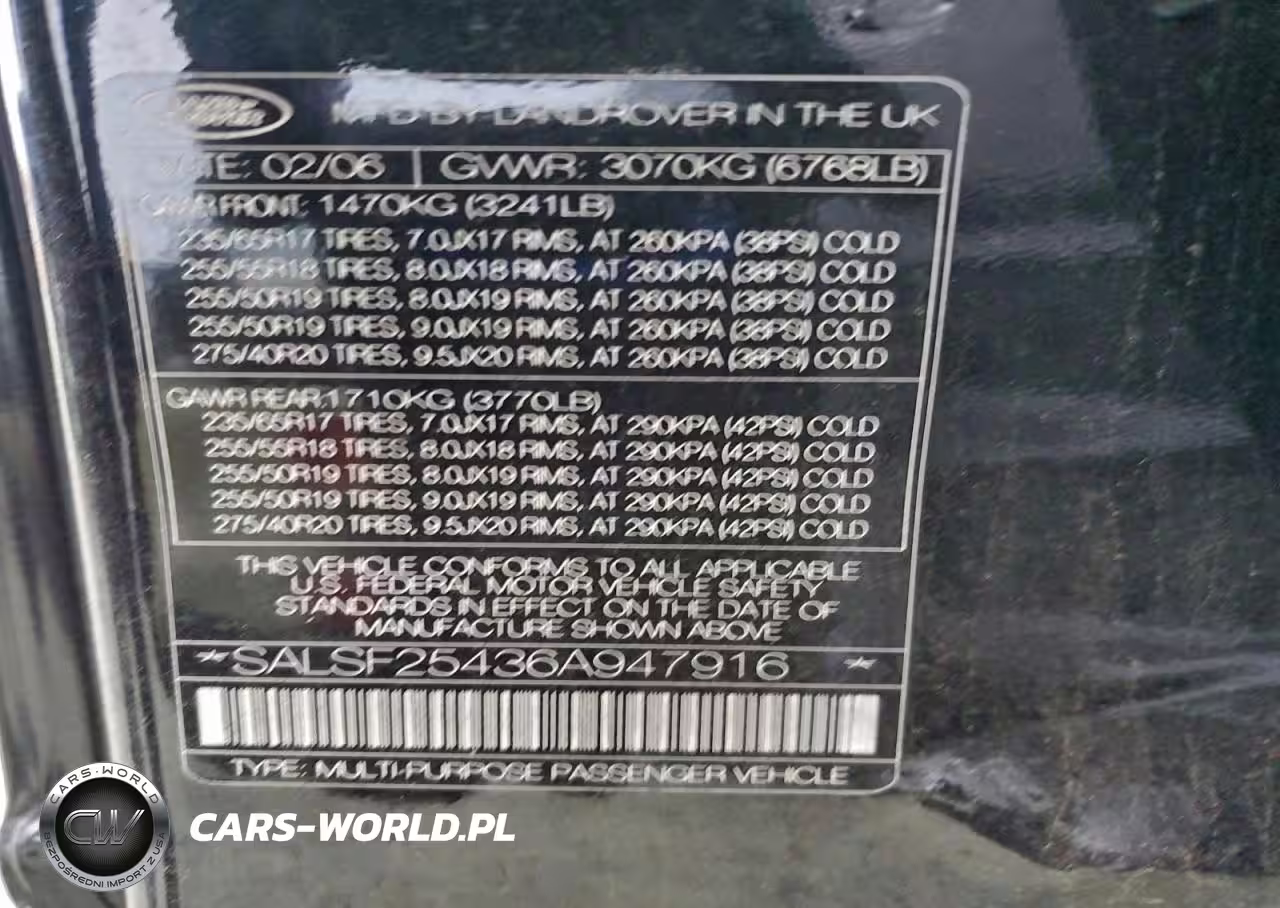 LAND ROVER
MFD BY LANDROVER IN THE UK
DATE: 02/06 GVWR: 3070KG (6768LB)
GAWR FRONT: 1470KG (3241LB)
235/65R17 TIRES, 7.0JX17 RIMS, AT 260KPA (38PSI) COLD
255/55R18 TIRES, 8.0JX18 RIMS, AT 260KPA (38PSI) COLD
255/50R19 TIRES, 8.0JX19 RIMS, AT 260KPA (38PSI) COLD
255/50R19 TIRES, 9.0JX19 RIMS, AT 260KPA (38PSI) COLD
275/40R20 TIRES, 9.5JX20 RIMS, AT 260KPA (38PSI) COLD
GAWR REAR:1710KG (3770LB)
235/65R17 TIRES, 7.0JX17 RIMS, AT 290KPA (42PSI) COLD
255/55R18 TIRES, 8.0JX18 RIMS, AT 290KPA (42PSI) COLD
255/50R19 TIRES, 8.0JX19 RIMS, AT 290KPA (42PSI) COLD
255/50R19 TIRES, 9.0JX19 RIMS, AT 290KPA (42PSI) COLD
275/40R20 TIRES, 9.5JX20 RIMS, AT 290KPA (42PSI) COLD
THIS VEHICLE CONFORMS TO ALL APPLICABLE
U.S. FEDERAL MOTOR VEHICLE SAFETY
STANDARDS IN EFFECT ON THE DATE OF
MANUFACTURE SHOWN ABOVE
*SALSF25436A947916 *
TYPE: MULTI-PURPOSE PASSENGER VEHICLE
CARS-WORLD
CW
BEZPOŚREDNI IMPORT Z USA
CARS-WORLD.PL